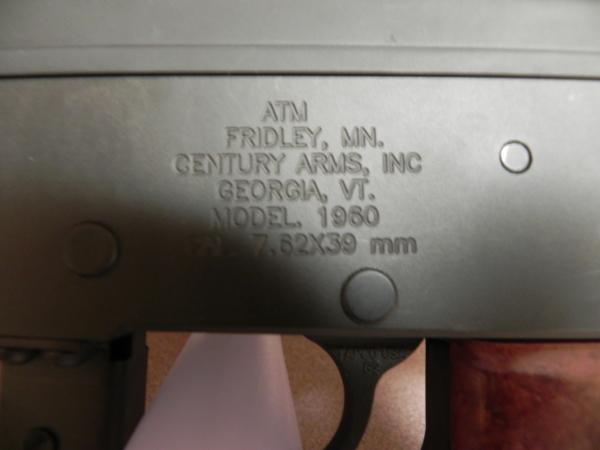 ATM
FRIDLEY, MN.
CENTURY ARMS, INC
GEORGIA, VT.
MODEL. 1960
7.62X39 mm